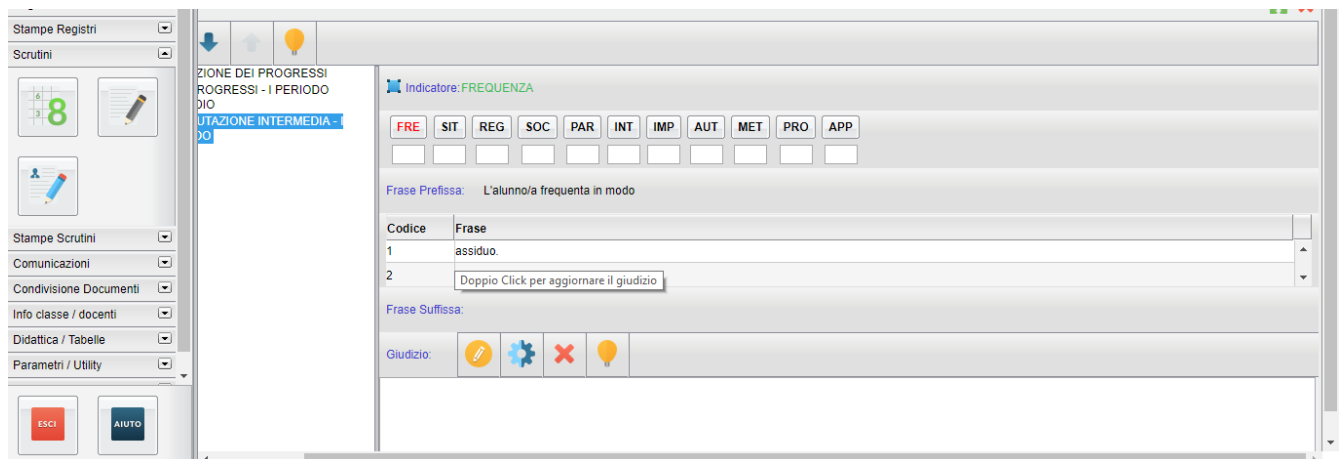 Stampe Registri
Scrutini
6
3 8
Stampe Scrutini
Comunicazioni
Condivisione Documenti
Info classe / docenti
Didattica / Tabelle
Parametri / Utility
ESCI AIUTO
ZIONE DEI PROGRESSI
ROGRESSI - I PERIODO
DIO
UTAZIONE INTERMEDIA - I
DO
Indicatore: FREQUENZA
FRE SIT REG SOC PAR INT IMP AUT MET PRO APP
Frase Prefissa: L'alunno/a frequenta in modo
Codice Frase
1 assiduo.
2
Doppio Click per aggiornare il giudizio
Frase Suffissa:
Giudizio: